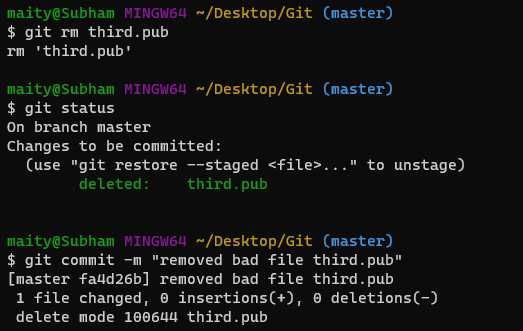 maity@Subham MINGW64 ~/Desktop/Git (master)
$ git rm third.pub
rm 'third.pub'
maity@Subham MINGW64 ~/Desktop/Git (master)
$ git status
On branch master
Changes to be committed:
  (use "git restore --staged <file>..." to unstage)
        deleted:    third.pub
maity@Subham MINGW64 ~/Desktop/Git (master)
$ git commit -m "removed bad file third.pub"
[master fa4d26b] removed bad file third.pub
 1 file changed, 0 insertions(+), 0 deletions(-)
 delete mode 100644 third.pub